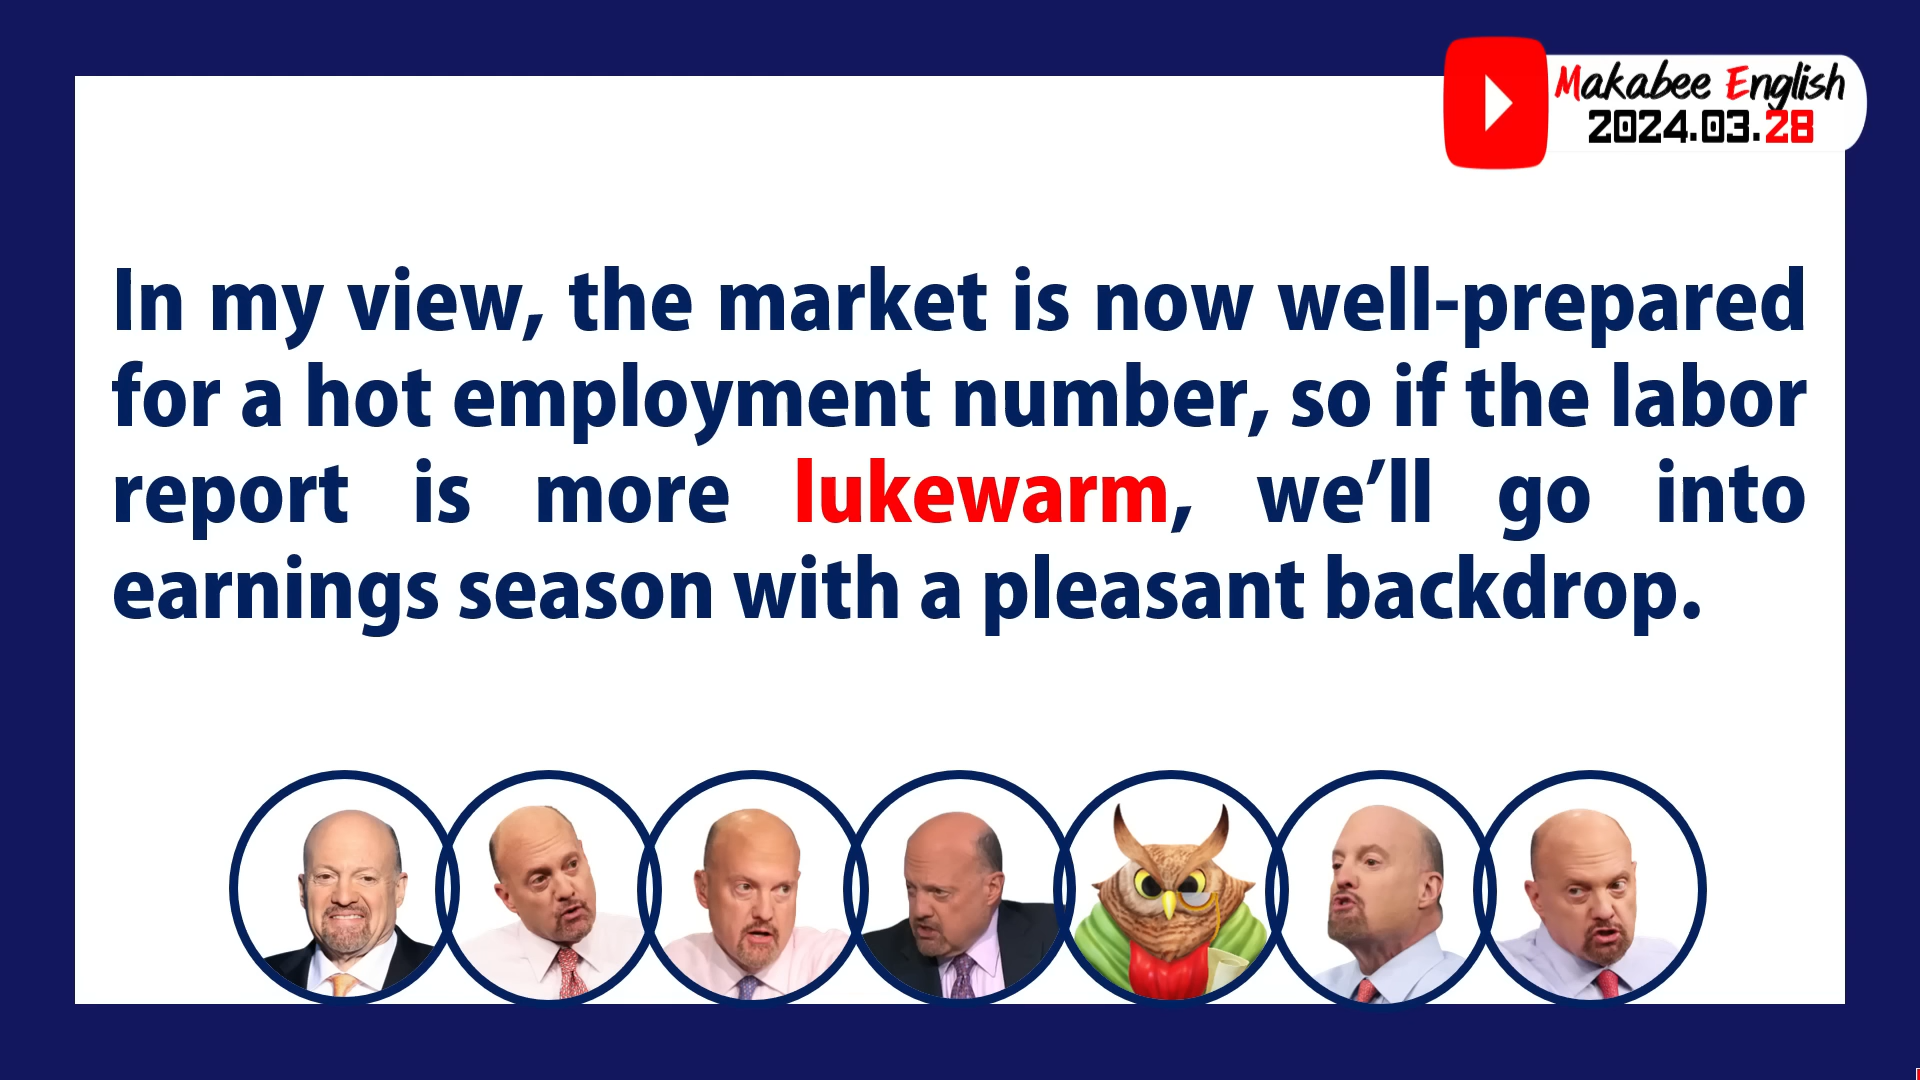 Makabee English
2024.03.28
In my view, the market is now well-prepared
for a hot employment number, so if the labor
report is more lukewarm, we’ll go into
earnings season with a pleasant backdrop.